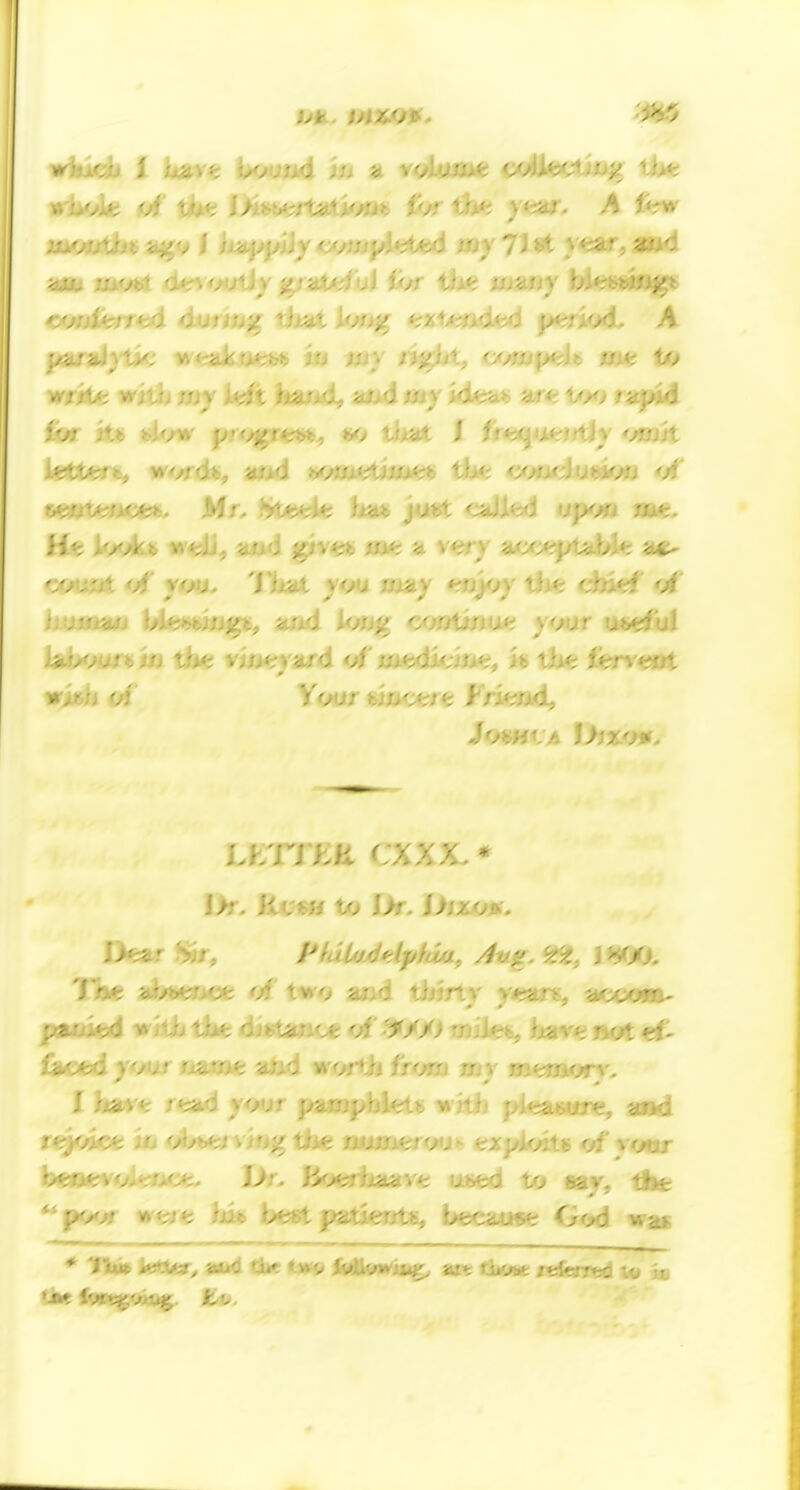 DR. DIXON. 385
which I have bound in a volume collecting the
whole of the Dissertations for the year. A few
months ago I happily completed my 71st year, and
am most devoutly grateful for the many blessings
conferred during that long extended period. A
paralytic weakness in my right, compels me to
write with my left hand, and my ideas are too rapid
for its slow progress, so that I frequently omit
letters, words, and sometimes the conclusion of
sentences. Mr. Steele has just called upon me.
He looks well, and gives me a very acceptable ac-
count of you. That you may enjoy the chief of
human blessings, and long continue your useful
labours in the vineyard of medicine, is the fervent
wish of Your sincere Friend,
JOSHUA DIXON.
LETTER CXXX. *
Dr. RUSH to Dr. DIXON.
Dear Sir, Philadelphia, Aug. 22, 1800.
The absence of two and thirty years, accom-
panied with the distance of 3000 miles, have not ef-
faced your name and worth from my memory.
I have read your pamphlets with pleasure, and
rejoice in observing the numerous exploits of your
benevolence. Dr. Boerhaave used to say, the
“poor were his best patients, because God was
* This letter, and the two following, are those referred to in
the foregoing. ED.